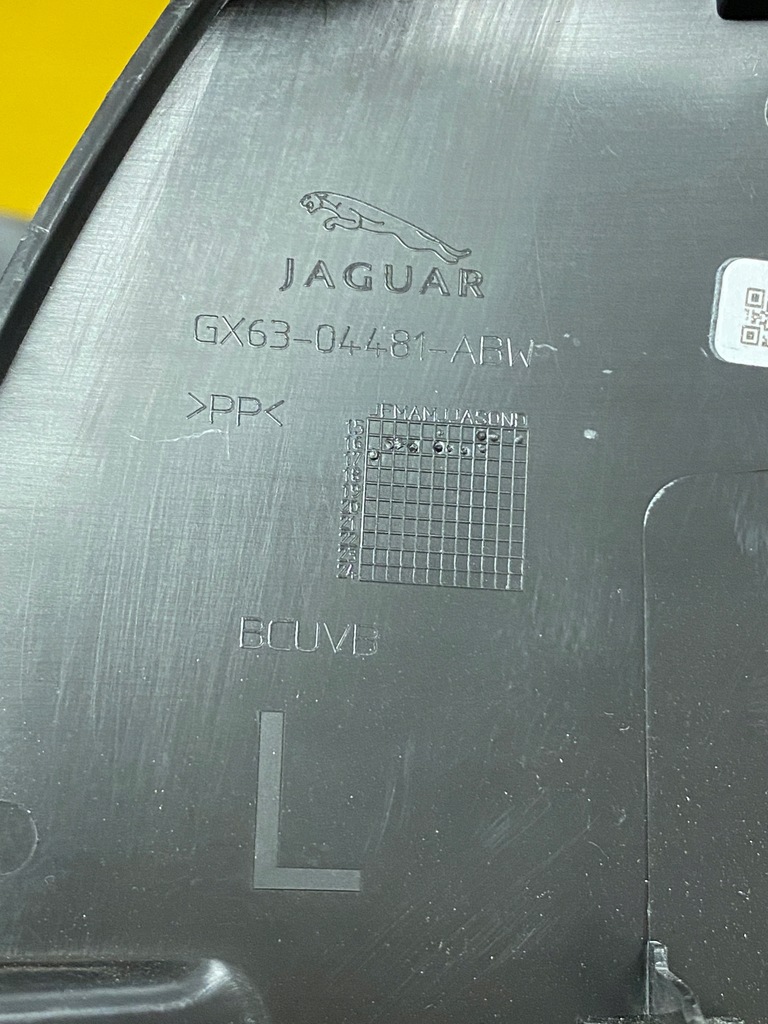 JAGUAR
GX63-04481-ABW
>PP<
JFMAMJJASOND
15
16
17
18
19
20
21
22
23
24
BCUVB
L